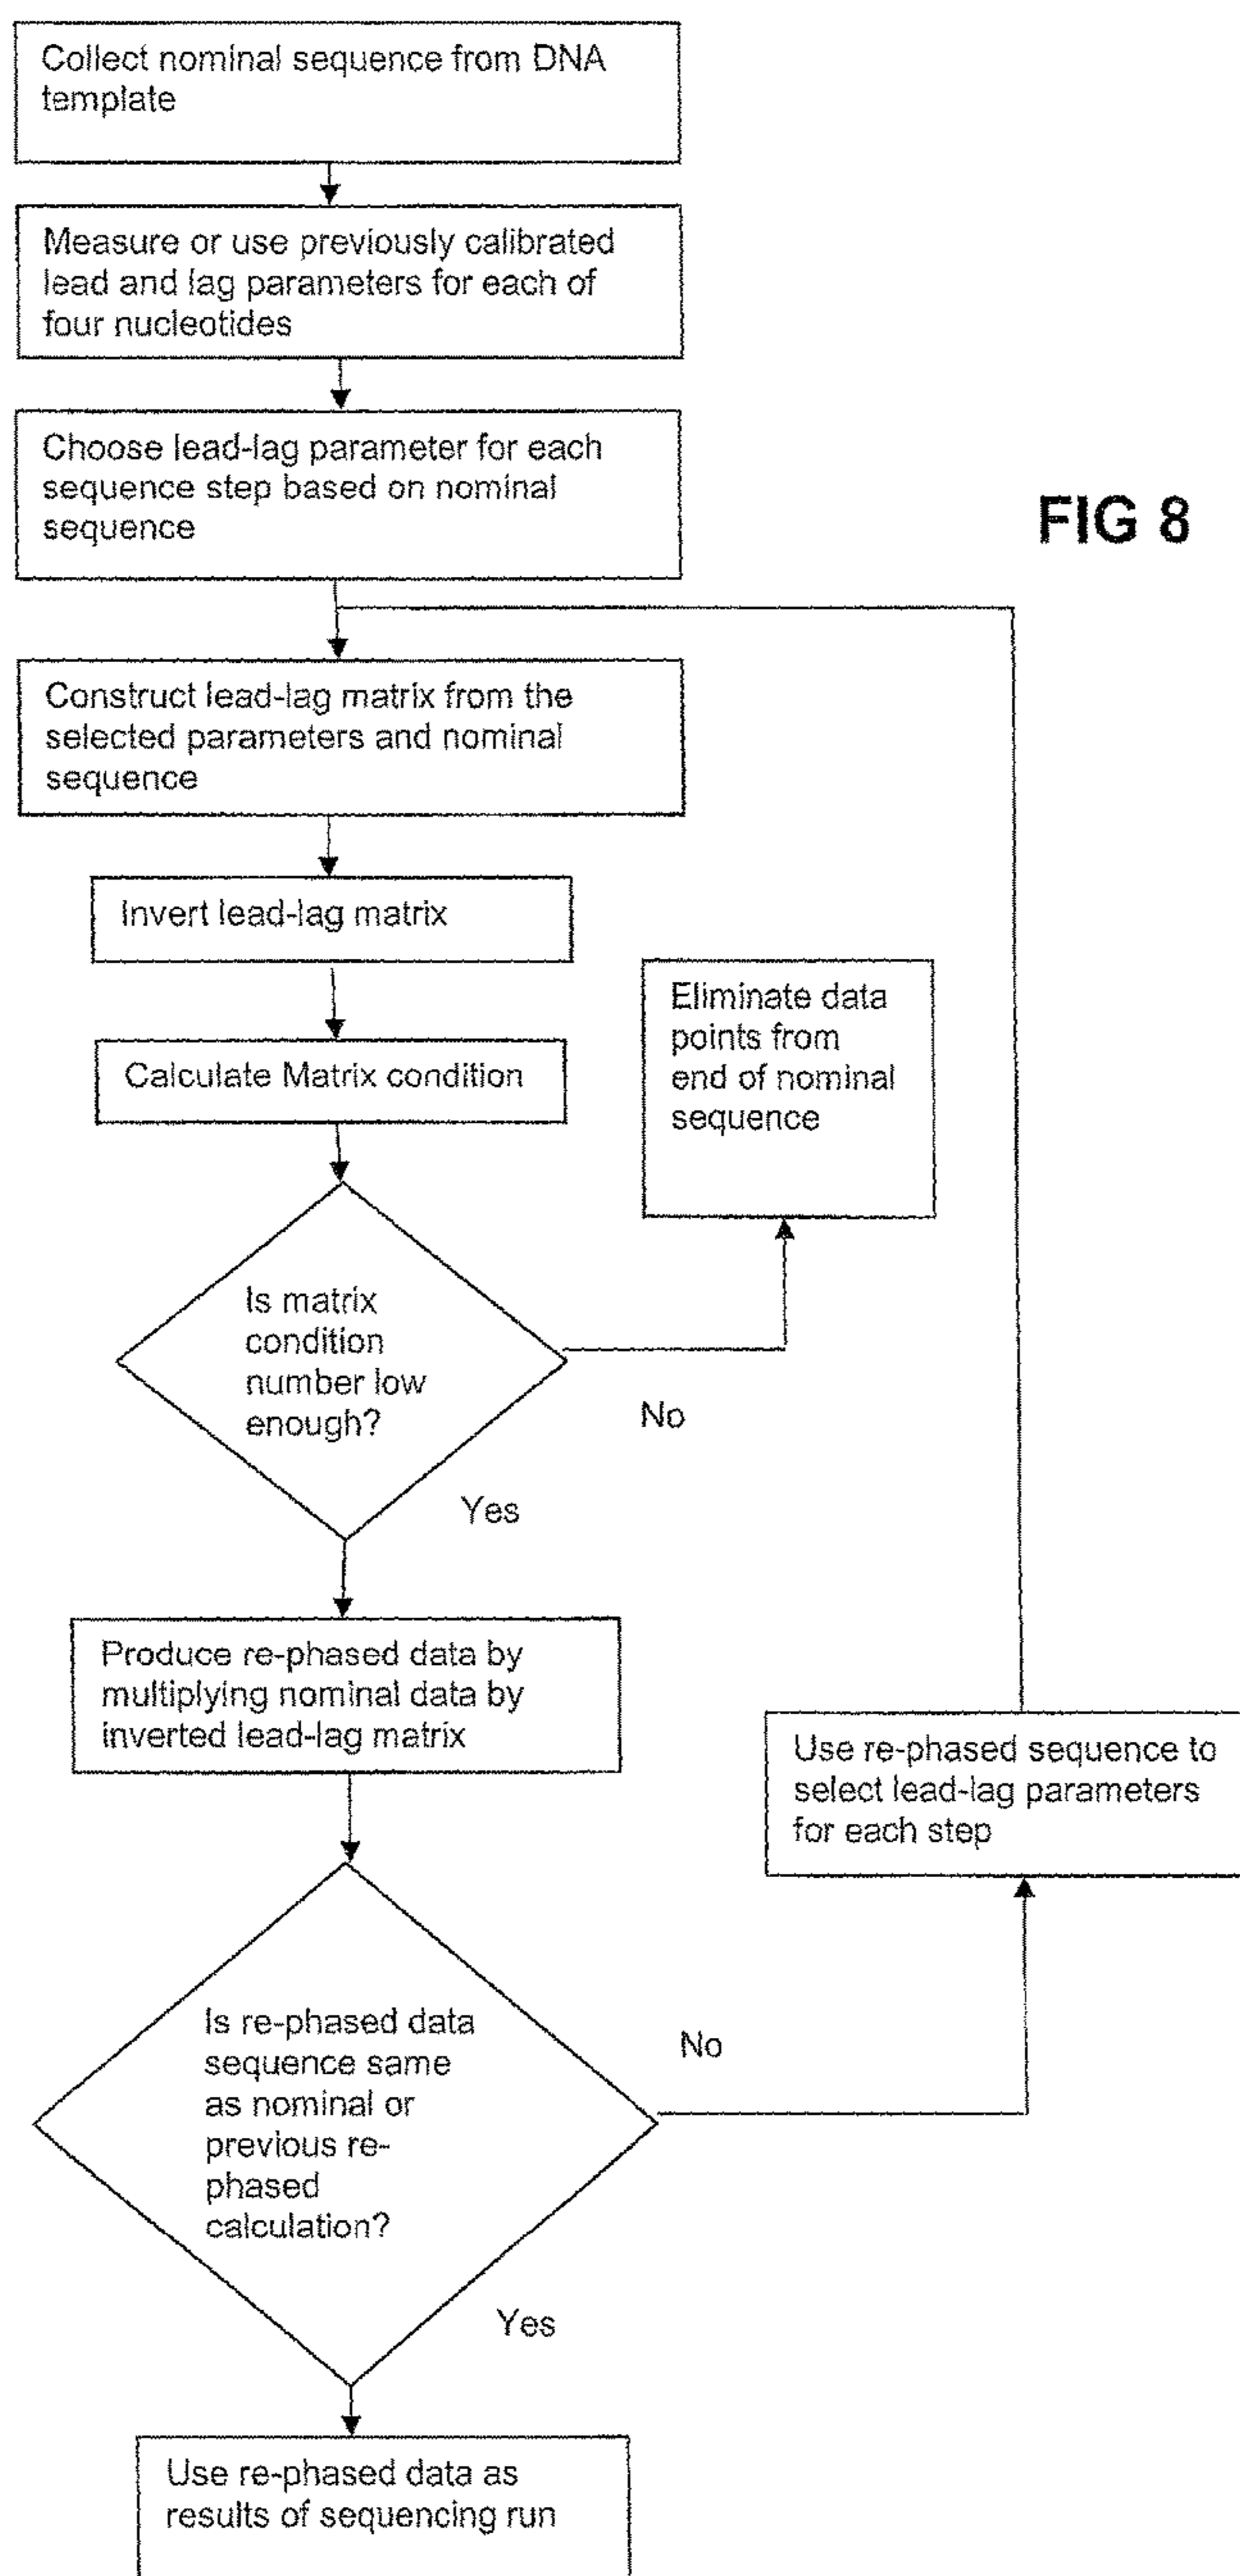 Collect nominal sequence from DNA
template
Measure or use previously calibrated
lead and lag parameters for each of
four nucleotides
Choose lead-lag parameter for each
sequence step based on nominal
sequence
FIG 8
Construct lead-lag matrix from the
selected parameters and nominal
sequence
Invert lead-lag matrix
Eliminate data
points from
end of nominal
sequence
Calculate Matrix condition
Is matrix
condition
number low
enough?
No
Yes
Produce re-phased data by
multiplying nominal data by
inverted lead-lag matrix
Use re-phased sequence to
select lead-lag parameters
for each step
Is re-phased data
sequence same
as nominal or
previous re-
phased
calculation?
No
Yes
Use re-phased data as
results of sequencing run